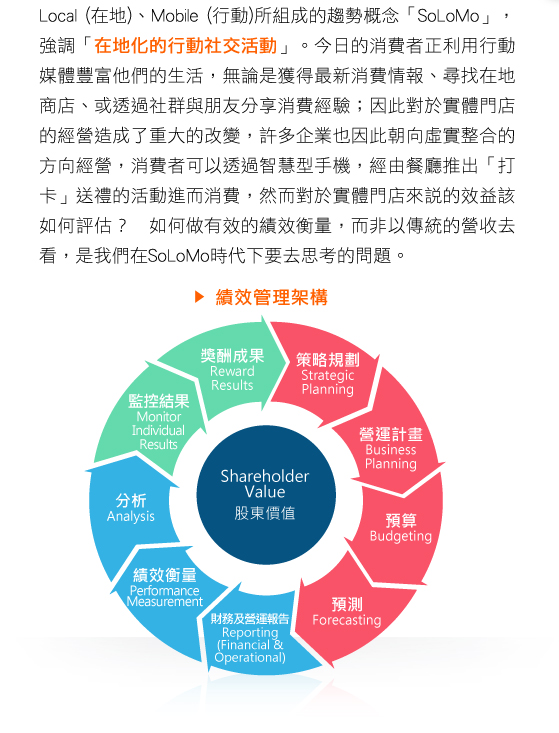 Local (在地)、Mobile (行動)所組成的趨勢概念「SoLoMo」，
強調「在地化的行動社交活動」。今日的消費者正利用行動
媒體豐富他們的生活，無論是獲得最新消費情報、尋找在地
商店、或透過社群與朋友分享消費經驗；因此對於實體門店
的經營造成了重大的改變，許多企業也因此朝向虛實整合的
方向經營，消費者可以透過智慧型手機，經由餐廳推出「打
卡」送禮的活動進而消費，然而對於實體門店來說的效益該
如何評估？　如何做有效的績效衡量，而非以傳統的營收去
看，是我們在SoLoMo時代下要去思考的問題。
績效管理架構
策略規劃
Strategic
Planning
營運計畫
Business
Planning
預算
Budgeting
預測
Forecasting
財務及營運報告
Reporting
(Financial &
Operational)
績效衡量
Performance
Measurement
分析
Analysis
監控結果
Monitor
Individual
Results
獎酬成果
Reward
Results
Shareholder
Value
股東價值